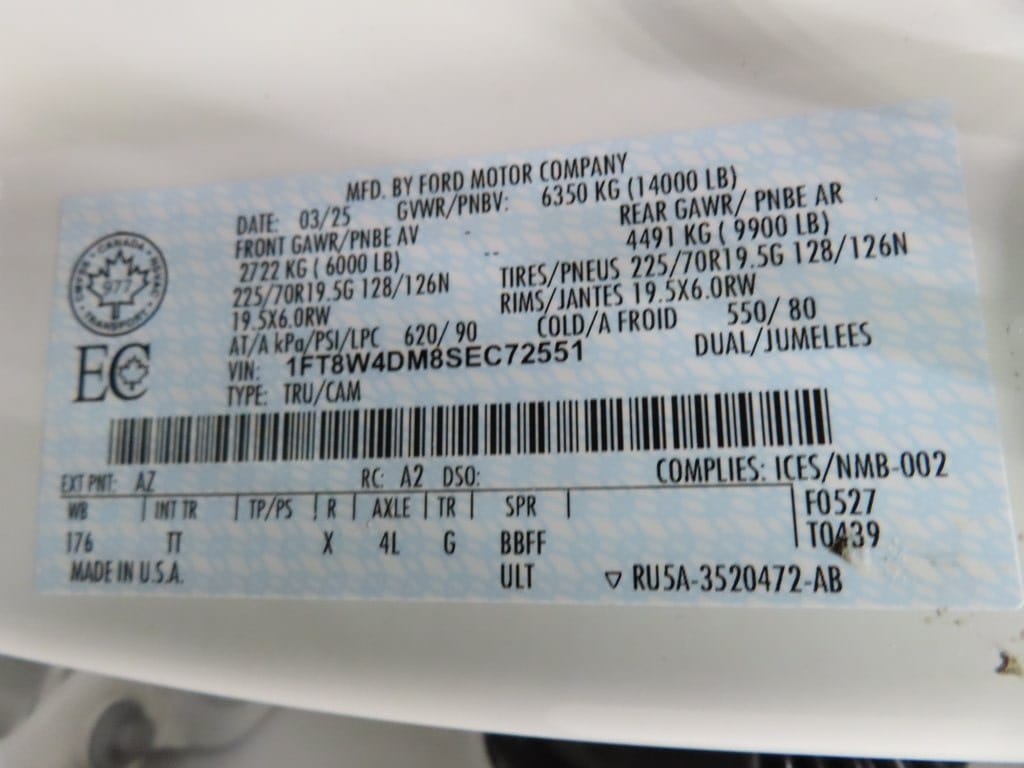 MFD. BY FORD MOTOR COMPANY
DATE: 03/25 GVWR/PNBV: 6350 KG (14000 LB)
FRONT GAWR/PNBE AV REAR GAWR/ PNBE AR
2722 KG ( 6000 LB) -- 4491 KG ( 9900 LB)
225/70R19.5G 128/126N TIRES/PNEUS 225/70R19.5G 128/126N
19.5X6.0RW RIMS/JANTES 19.5X6.0RW
AT/A kPa/PSI/LPC 620/ 90 COLD/A FROID 550/ 80
VIN: 1FT8W4DM8SEC72551 DUAL/JUMELEES
TYPE: TRU/CAM
CANADA
977
TRANSPORT
EC
EXT PNT: AZ RC: A2 DSO: COMPLIES: ICES/NMB-002
WB | INT TR | TP/PS | R | AXLE | TR | SPR | F0527
176 TT X 4L G BBFF T0439
MADE IN U.S.A. ULT ▽ RU5A-3520472-AB